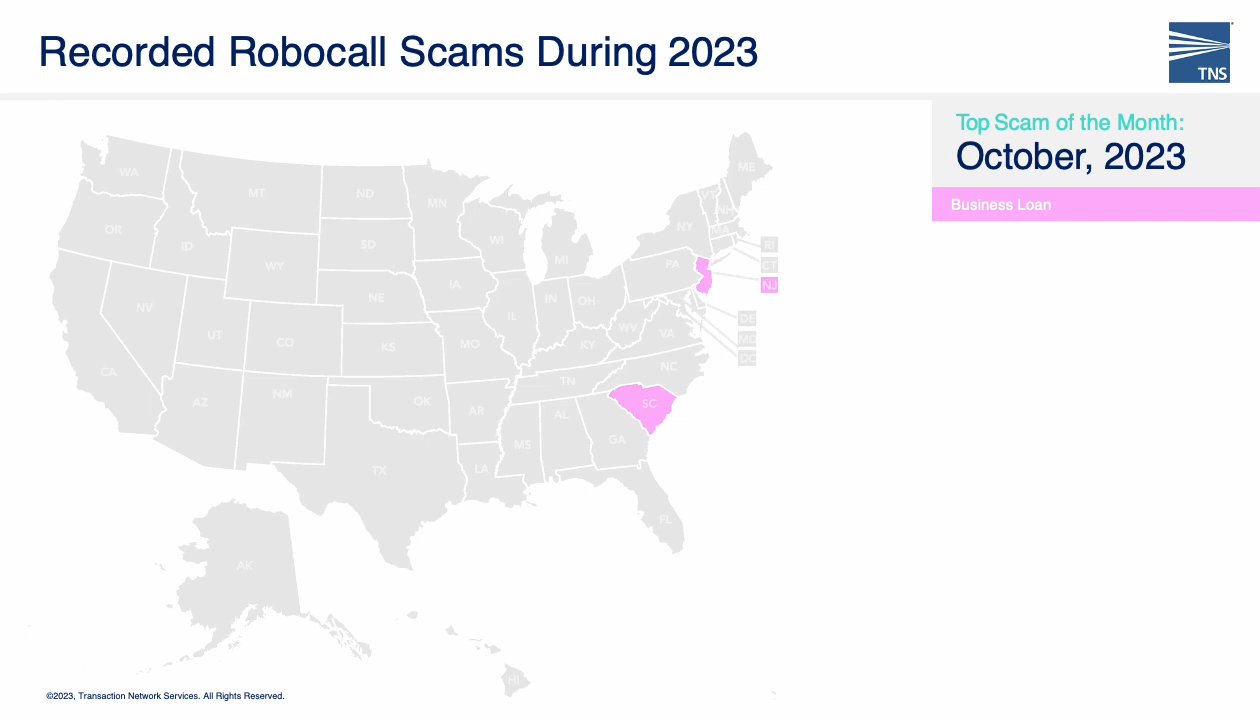 Recorded Robocall Scams During 2023
TNS
Top Scam of the Month:
October, 2023
Business Loan
WA
MT
ND
MN
ME
VT
NH
OR
ID
SD
WI
NY
MA
RI
WY
MI
PA
CT
NJ
NV
NE
IA
IL
IN
OH
DE
UT
CO
KS
MO
WV
VA
MD
KY
DC
CA
NC
TN
AZ
NM
OK
AR
SC
MS
AL
GA
TX
LA
FL
AK
HI
©2023, Transaction Network Services. All Rights Reserved.